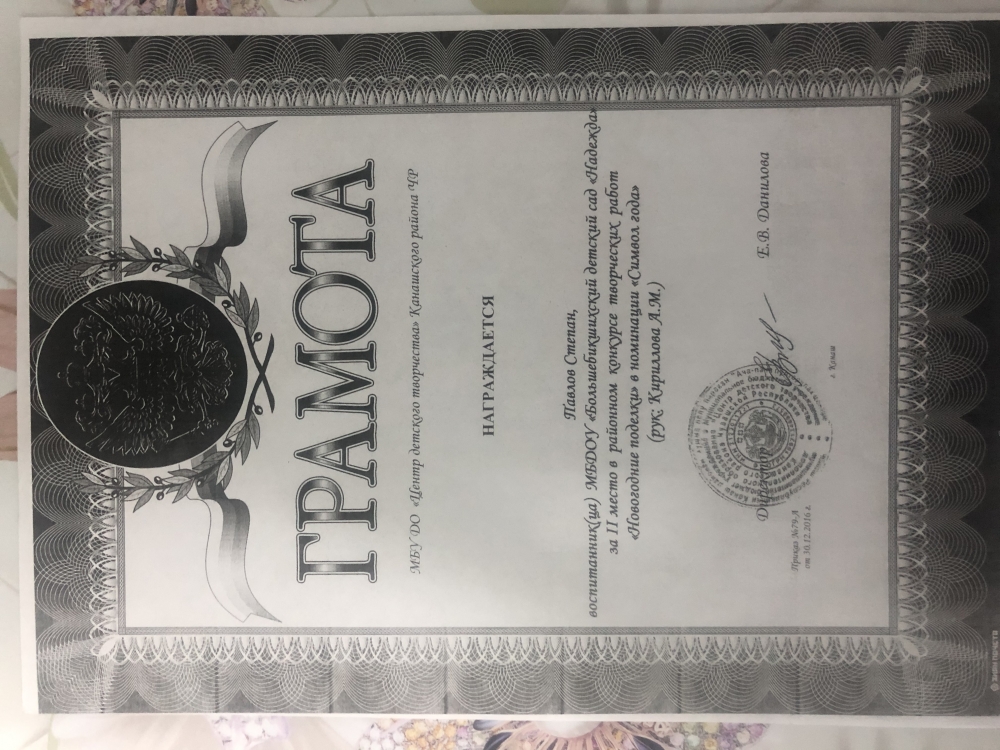 ГРАМОТА
МБУ ДО «Центр детского творчества» Канашского района ЧР
НАГРАЖДАЕТСЯ
Павлов Степан,
воспитанник(ца) МБДОУ «Большебикшихский детский сад «Надежда»
за II место в районном конкурсе творческих работ
«Новогодние поделки» в номинации «Символ года»
(рук: Кириллова А.М.)
Директор Е.В. Данилова
Приказ №79.А
от 30.12.2016 г.
г. Канаш